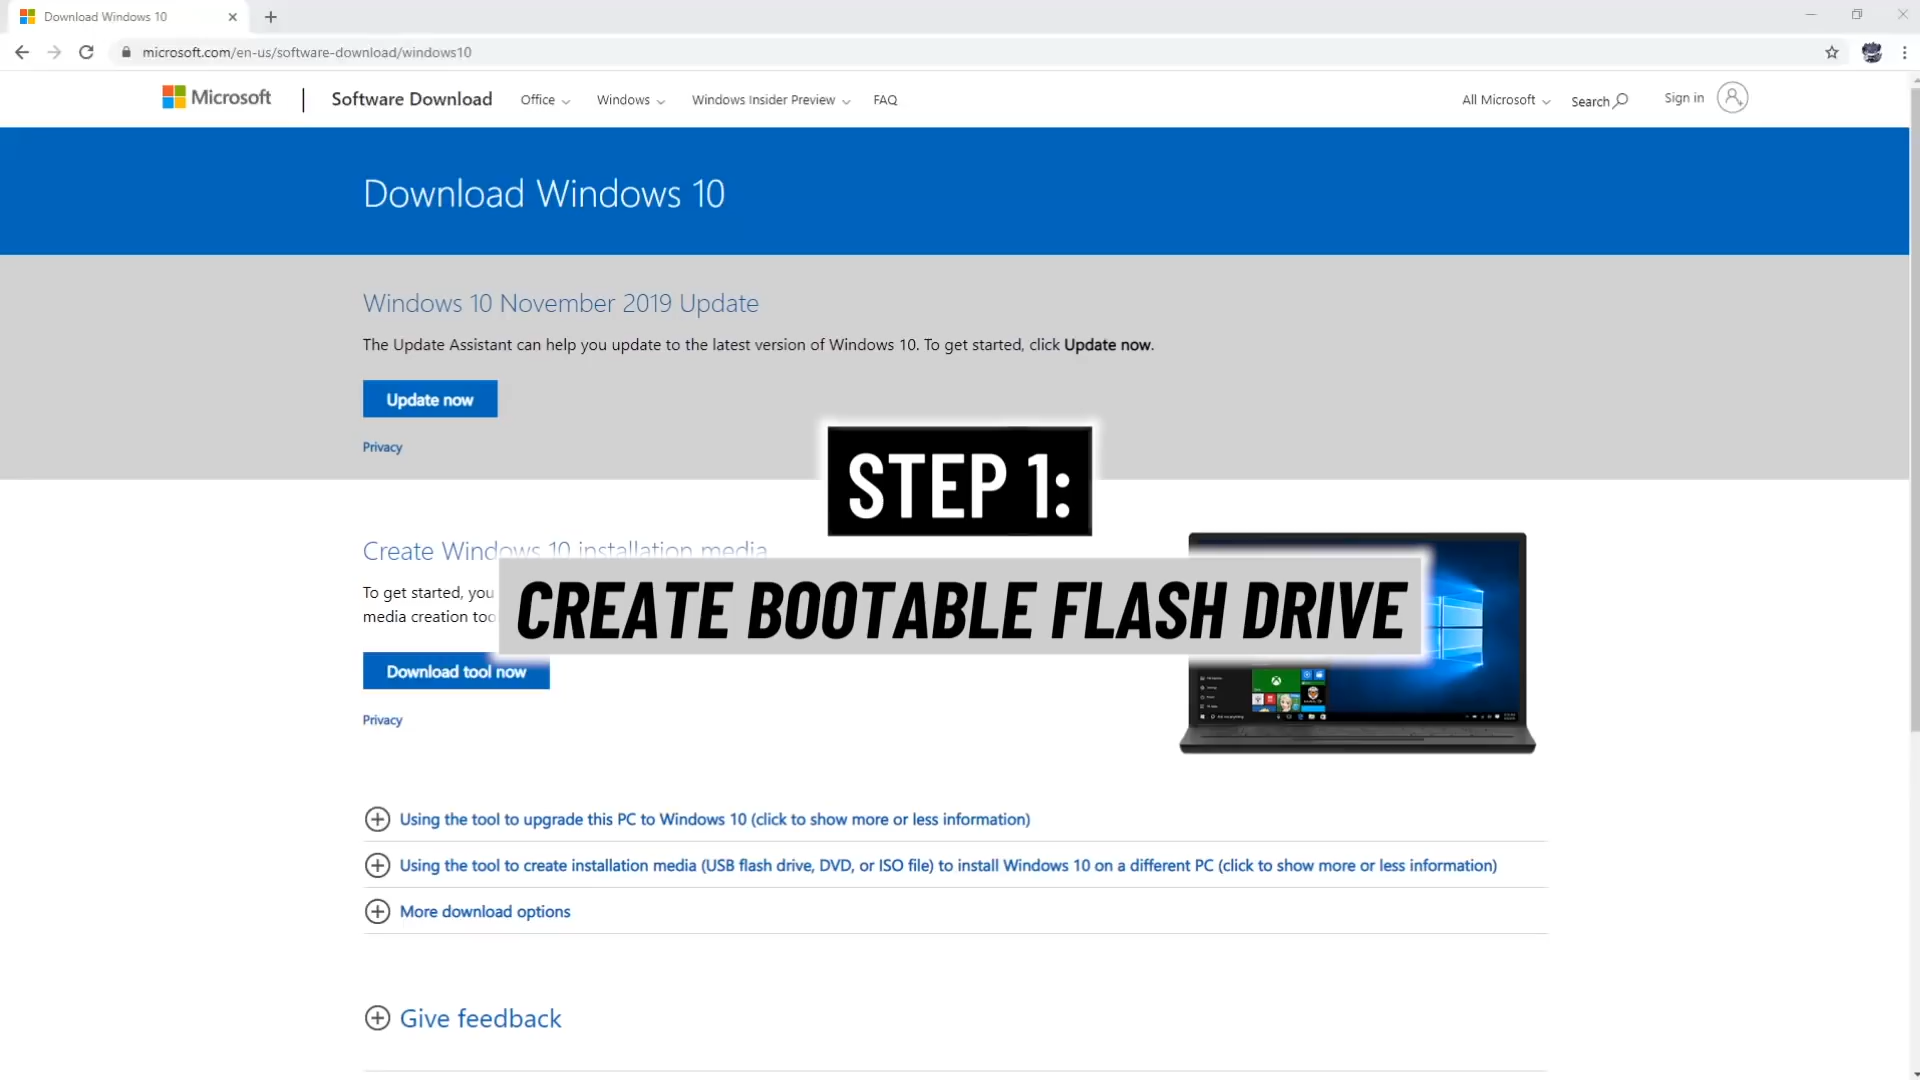 Download Windows 10
microsoft.com/en-us/software-download/windows10
Microsoft
Software Download
Office
Windows
Windows Insider Preview
FAQ
All Microsoft
Search
Sign in
Download Windows 10
Windows 10 November 2019 Update
The Update Assistant can help you update to the latest version of Windows 10. To get started, click Update now.
Update now
Privacy
STEP 1:
Create Windows 10 installation media
CREATE BOOTABLE FLASH DRIVE
To get started, you
media creation too
Download tool now
Privacy
Using the tool to upgrade this PC to Windows 10 (click to show more or less information)
Using the tool to create installation media (USB flash drive, DVD, or ISO file) to install Windows 10 on a different PC (click to show more or less information)
More download options
Give feedback